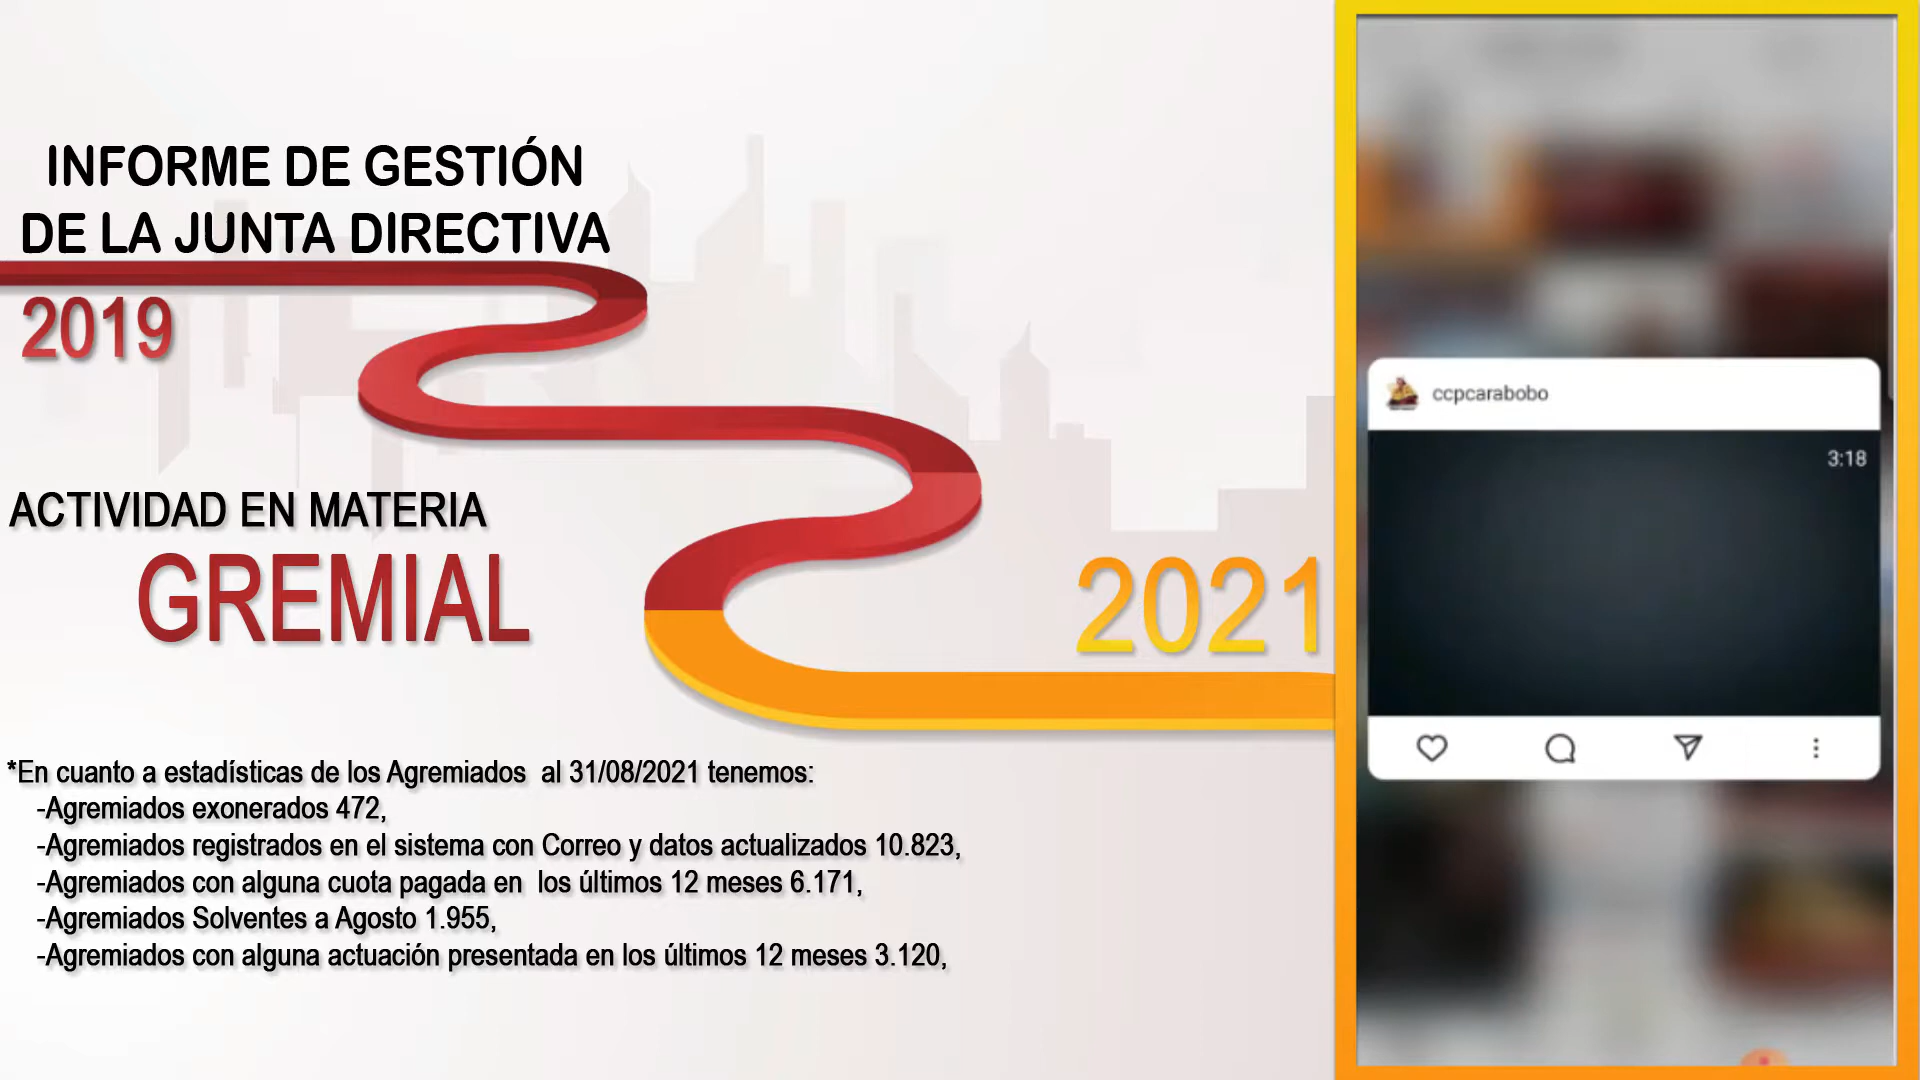 INFORME DE GESTIÓN
DE LA JUNTA DIRECTIVA
2019
ACTIVIDAD EN MATERIA
GREMIAL
2021
*En cuanto a estadísticas de los Agremiados  al 31/08/2021 tenemos:
-Agremiados exonerados 472,
-Agremiados registrados en el sistema con Correo y datos actualizados 10.823,
-Agremiados con alguna cuota pagada en  los últimos 12 meses 6.171,
-Agremiados Solventes a Agosto 1.955,
-Agremiados con alguna actuación presentada en los últimos 12 meses 3.120,
ccpcarabobo
3:18